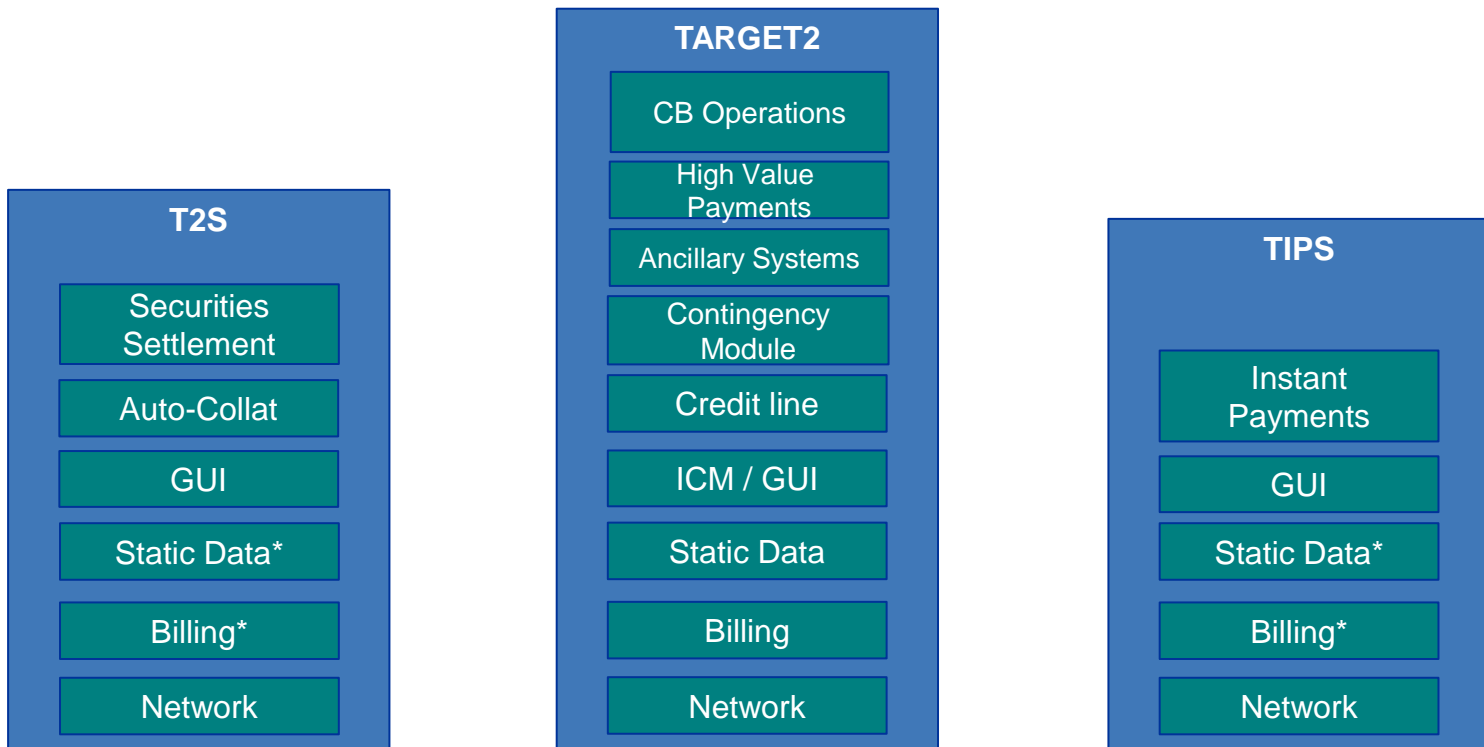 T2S
Securities
Settlement
Auto-Collat
GUI
Static Data*
Billing*
Network
TARGET2
CB Operations
High Value
Payments
Ancillary Systems
Contingency
Module
Credit line
ICM / GUI
Static Data
Billing
Network
TIPS
Instant
Payments
GUI
Static Data*
Billing*
Network